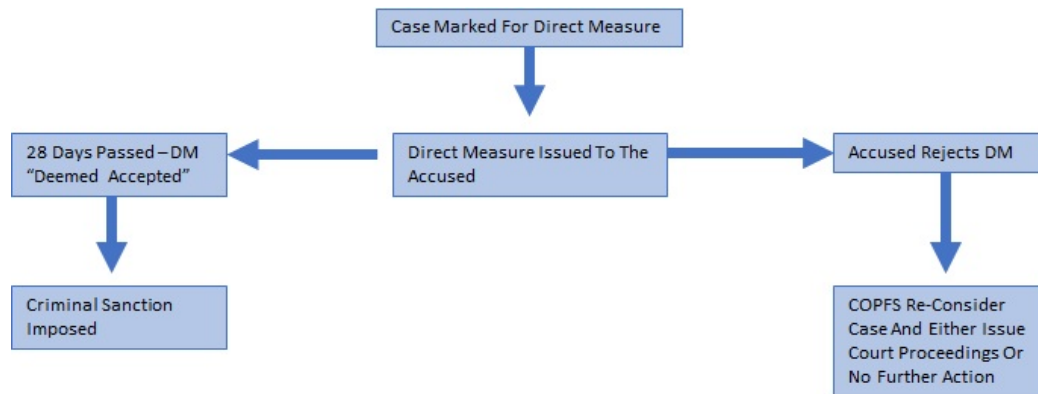 Case Marked For Direct Measure
28 Days Passed – DM
“Deemed Accepted”
Direct Measure Issued To The
Accused
Accused Rejects DM
Criminal Sanction
Imposed
COPFS Re-Consider
Case And Either Issue
Court Proceedings Or
No Further Action